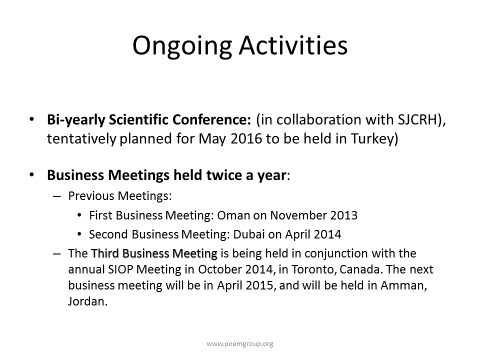 Ongoing Activities
• Bi-yearly Scientific Conference: (in collaboration with SJCRH),
tentatively planned for May 2016 to be held in Turkey)
• Business Meetings held twice a year:
– Previous Meetings:
• First Business Meeting: Oman on November 2013
• Second Business Meeting: Dubai on April 2014
– The Third Business Meeting is being held in conjunction with the
annual SIOP Meeting in October 2014, in Toronto, Canada. The next
business meeting will be in April 2015, and will be held in Amman,
Jordan.
www.poemgroup.org